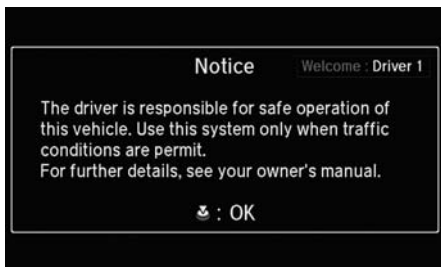 Notice
Welcome : Driver 1
The driver is responsible for safe operation of
this vehicle. Use this system only when traffic
conditions are permit.
For further details, see your owner's manual.
: OK